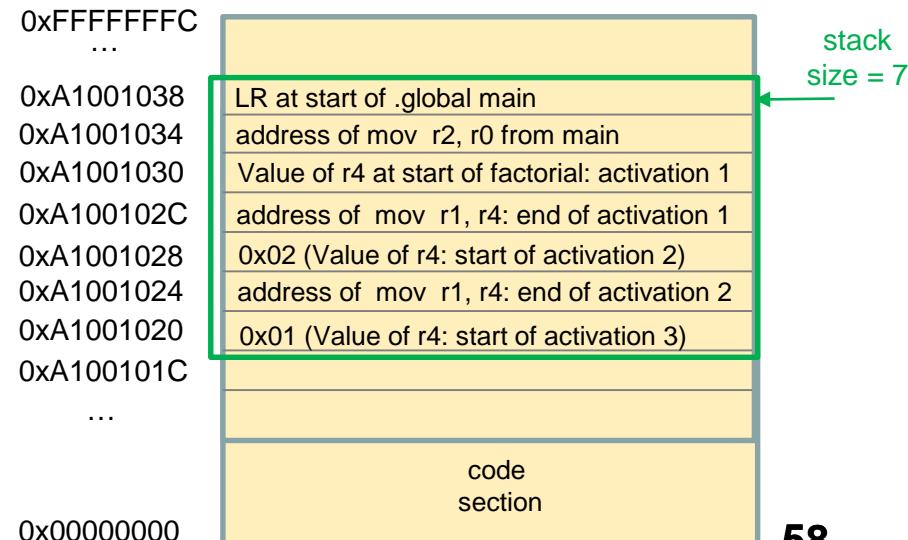 0xFFFFFFFC
…
stack
size = 7
0xA1001038 LR at start of .global main
0xA1001034 address of mov r2, r0 from main
0xA1001030 Value of r4 at start of factorial: activation 1
0xA100102C address of mov r1, r4: end of activation 1
0xA1001028 0x02 (Value of r4: start of activation 2)
0xA1001024 address of mov r1, r4: end of activation 2
0xA1001020 0x01 (Value of r4: start of activation 3)
0xA100101C
…
code
section
0x00000000
58